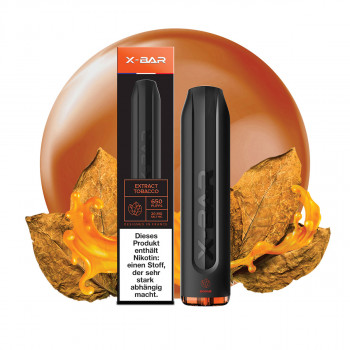 X-BAR
EXTRACT
TOBACCO
650
PUFFS
Dieses
Produkt
enthält
Nikotin:
einen Stoff,
der sehr
stark
abhängig
macht.
X-BAR